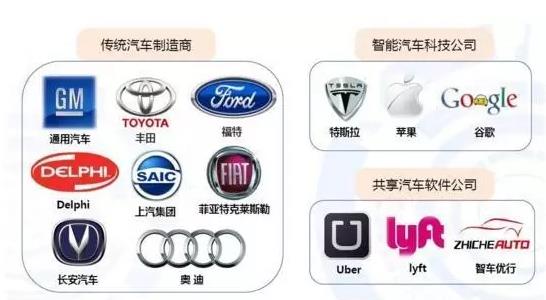 传统汽车制造商
GM
TOYOTA
Ford
通用汽车
丰田
福特
DELPHI
SAIC
FIAT
Delphi
上汽集团
菲亚特克莱斯勒
长安汽车
奥迪
智能汽车科技公司
TESLA
Google
特斯拉
苹果
谷歌
共享汽车软件公司
U
lyft
ZHICHEAUTO
Uber
lyft
智车优行